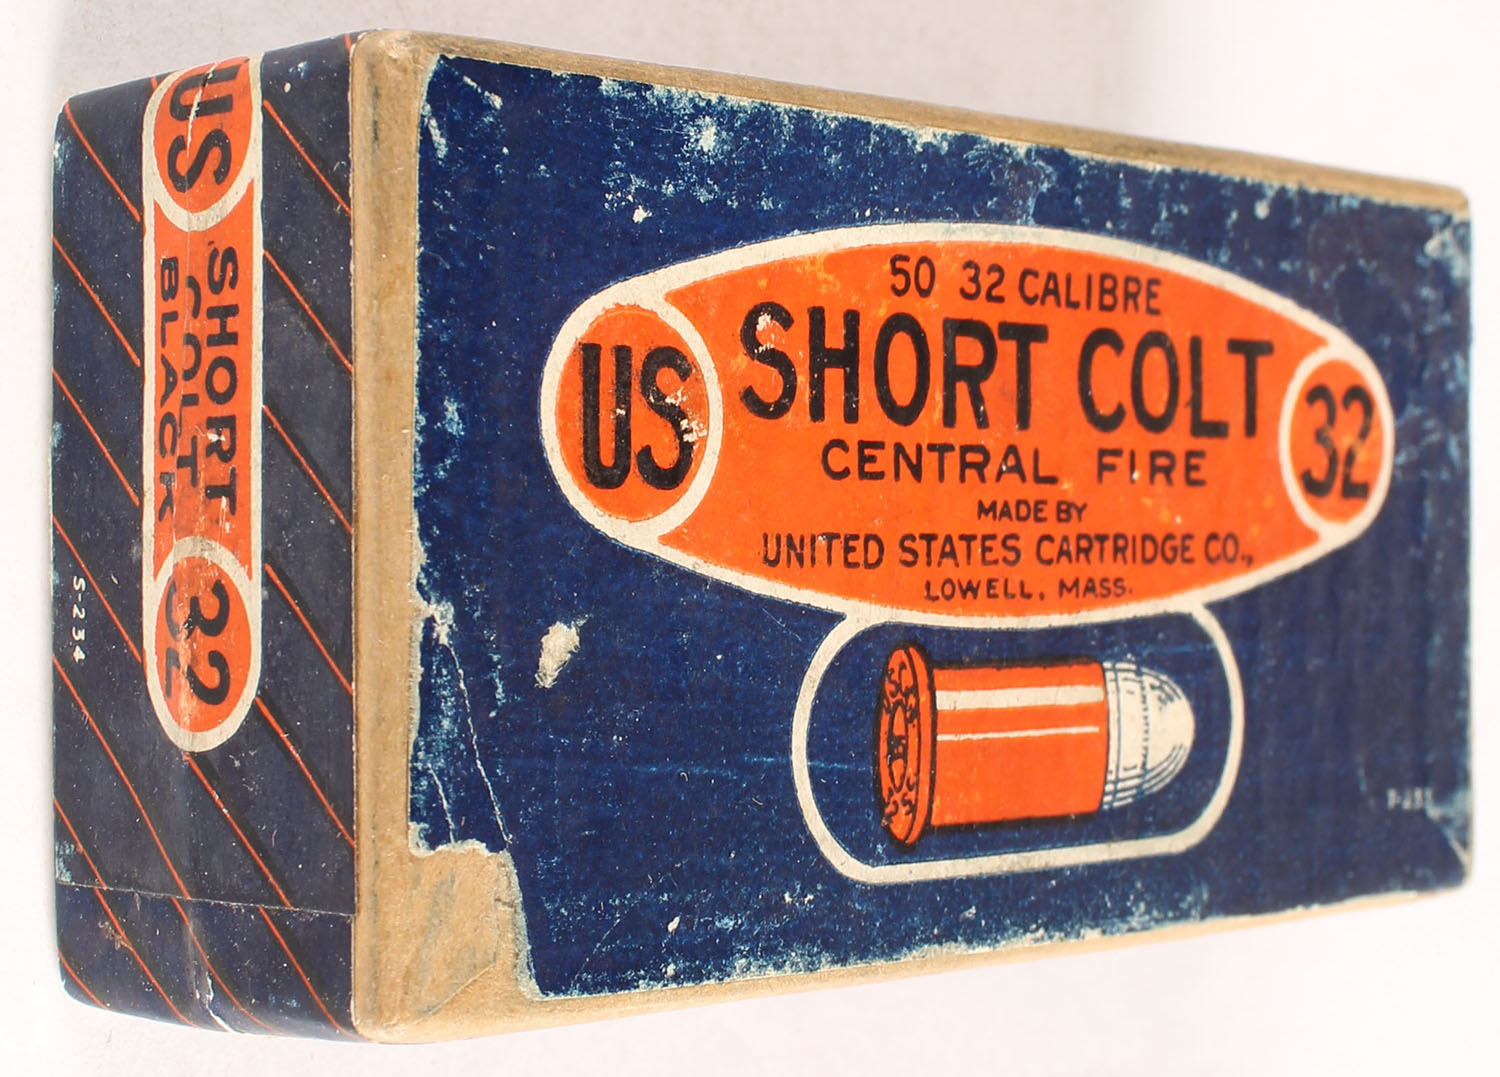 50 32 CALIBRE
US SHORT COLT 32
CENTRAL FIRE
MADE BY
UNITED STATES CARTRIDGE CO.,
LOWELL, MASS.
US
SHORT
COLT
BLACK
32
S-234